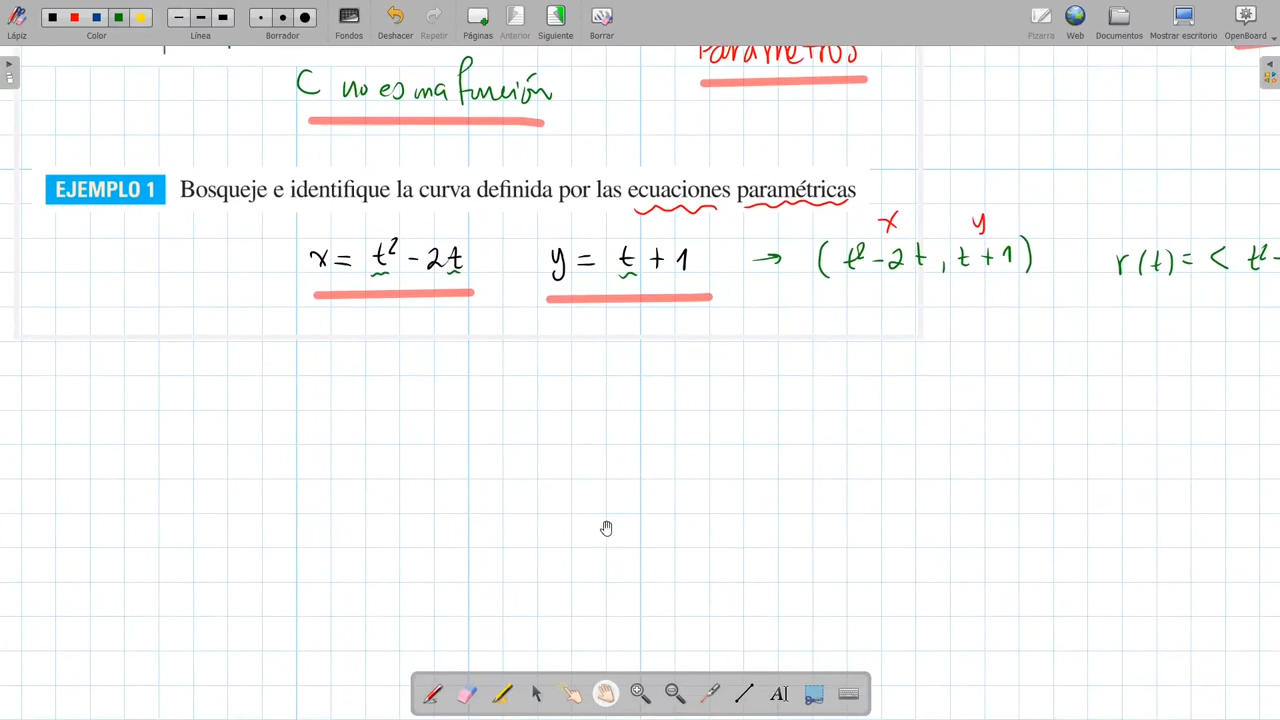 Lápiz Color Línea Borrador Fondos Deshacer Repetir Páginas Anterior Siguiente Borrar Pizarra Web Documentos Mostrar escritorio OpenBoard
Parámetros
C no es una función
EJEMPLO 1 Bosqueje e identifique la curva definida por las ecuaciones paramétricas
x y
x = t² - 2t y = t + 1 → (t² - 2t, t + 1) r(t) = < t² -